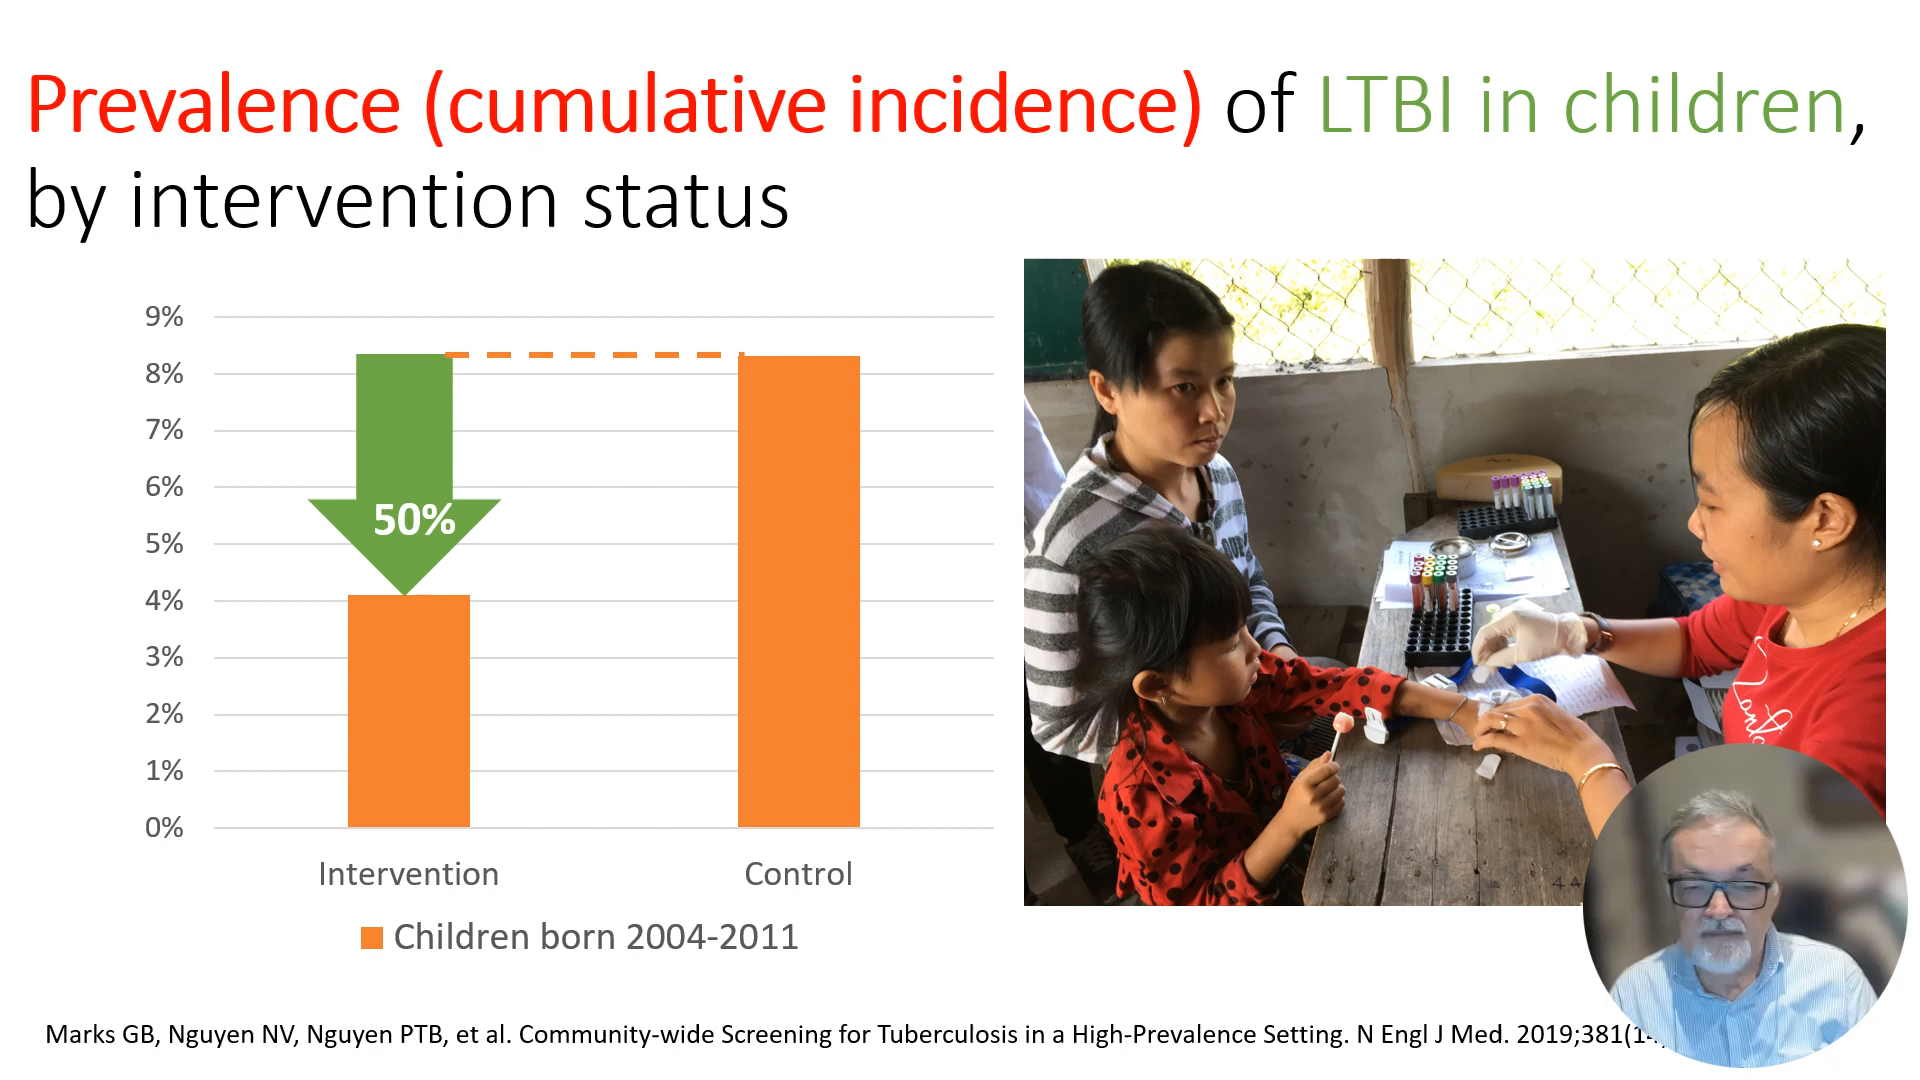 Prevalence (cumulative incidence) of LTBI in children,
by intervention status
9%
8%
7%
6%
5%
4%
3%
2%
1%
0%
50%
Intervention
Control
Children born 2004-2011
Marks GB, Nguyen NV, Nguyen PTB, et al. Community-wide Screening for Tuberculosis in a High-Prevalence Setting. N Engl J Med. 2019;381(14)